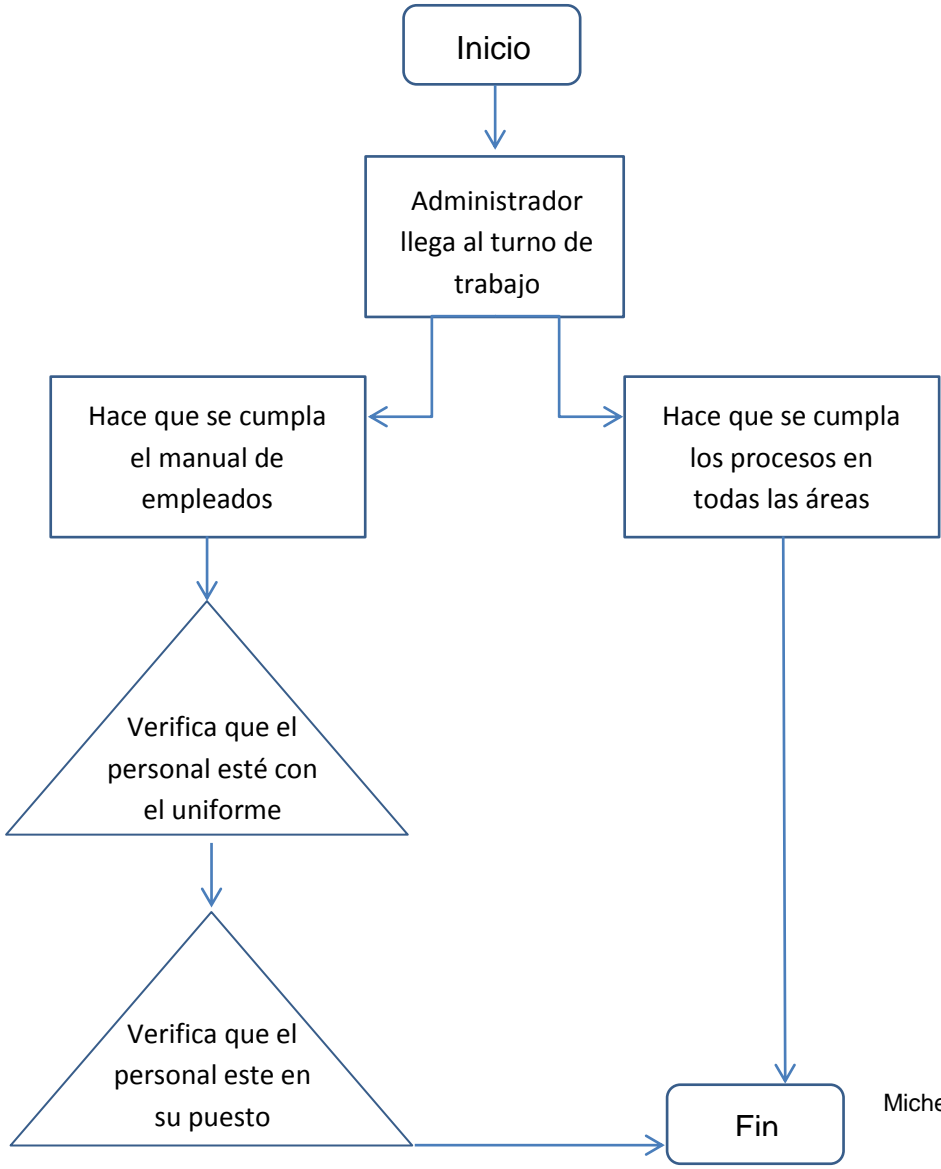 Inicio
Administrador
llega al turno de
trabajo
Hace que se cumpla
el manual de
empleados
Hace que se cumpla
los procesos en
todas las áreas
Verifica que el
personal esté con
el uniforme
Verifica que el
personal este en
su puesto
Fin
Miche